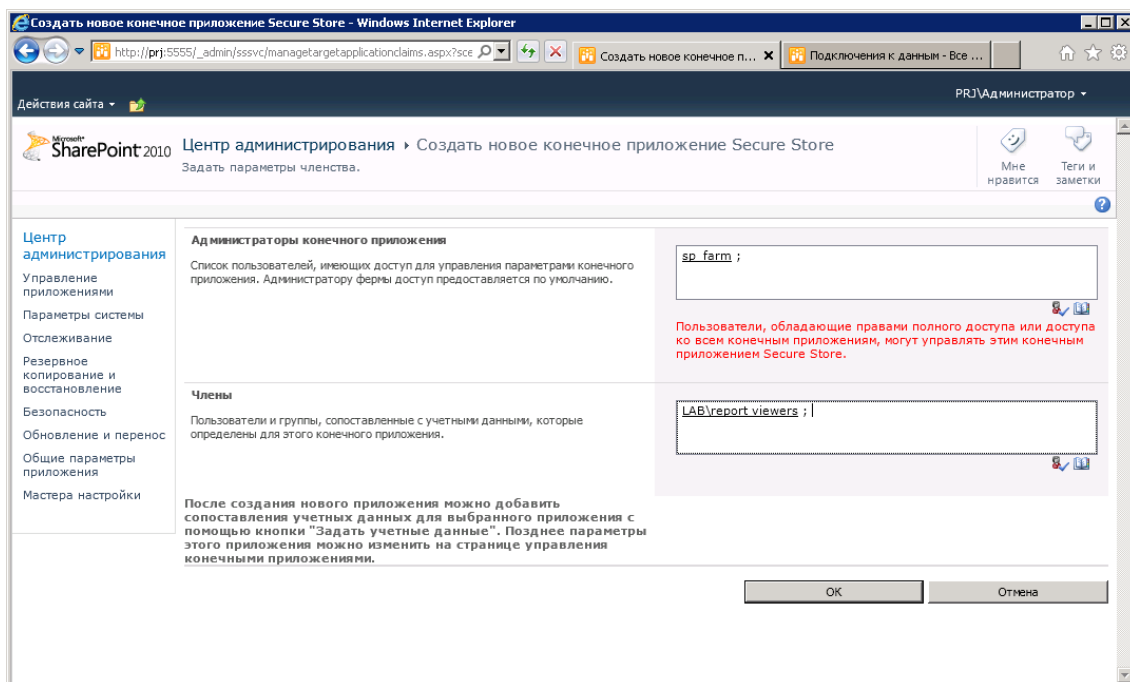 Создать новое конечное приложение Secure Store - Windows Internet Explorer
http://prj:5555/_admin/sssvc/managetargetapplicationclaims.aspx?sce
Создать новое конечное п...
Подключения к данным - Все ...
Действия сайта
PRJ\Администратор
Microsoft
SharePoint 2010
Центр администрирования
Создать новое конечное приложение Secure Store
Задать параметры членства.
Мне
нравится
Теги и
заметки
Центр
администрирования
Управление
приложениями
Параметры системы
Отслеживание
Резервное
копирование и
восстановление
Безопасность
Обновление и перенос
Общие параметры
приложения
Мастера настройки
Администраторы конечного приложения
Список пользователей, имеющих доступ для управления параметрами конечного
приложения. Администратору фермы доступ предоставляется по умолчанию.
sp_farm ;
Пользователи, обладающие правами полного доступа или доступа
ко всем конечным приложениям, могут управлять этим конечным
приложением Secure Store.
Члены
Пользователи и группы, сопоставленные с учетными данными, которые
определены для этого конечного приложения.
LAB\report viewers ;
После создания нового приложения можно добавить
сопоставления учетных данных для выбранного приложения с
помощью кнопки "Задать учетные данные". Позднее параметры
этого приложения можно изменить на странице управления
конечными приложениями.
ОК
Отмена